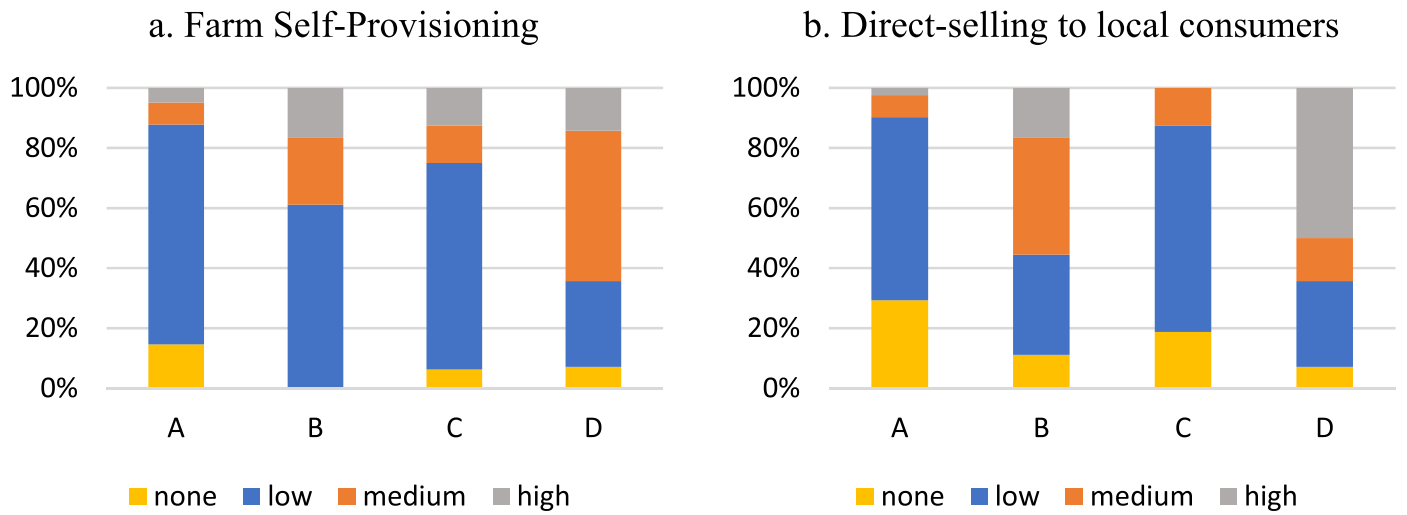 a. Farm Self-Provisioning
100%
80%
60%
40%
20%
0%
A B C D
none low medium high
b. Direct-selling to local consumers
100%
80%
60%
40%
20%
0%
A B C D
none low medium high